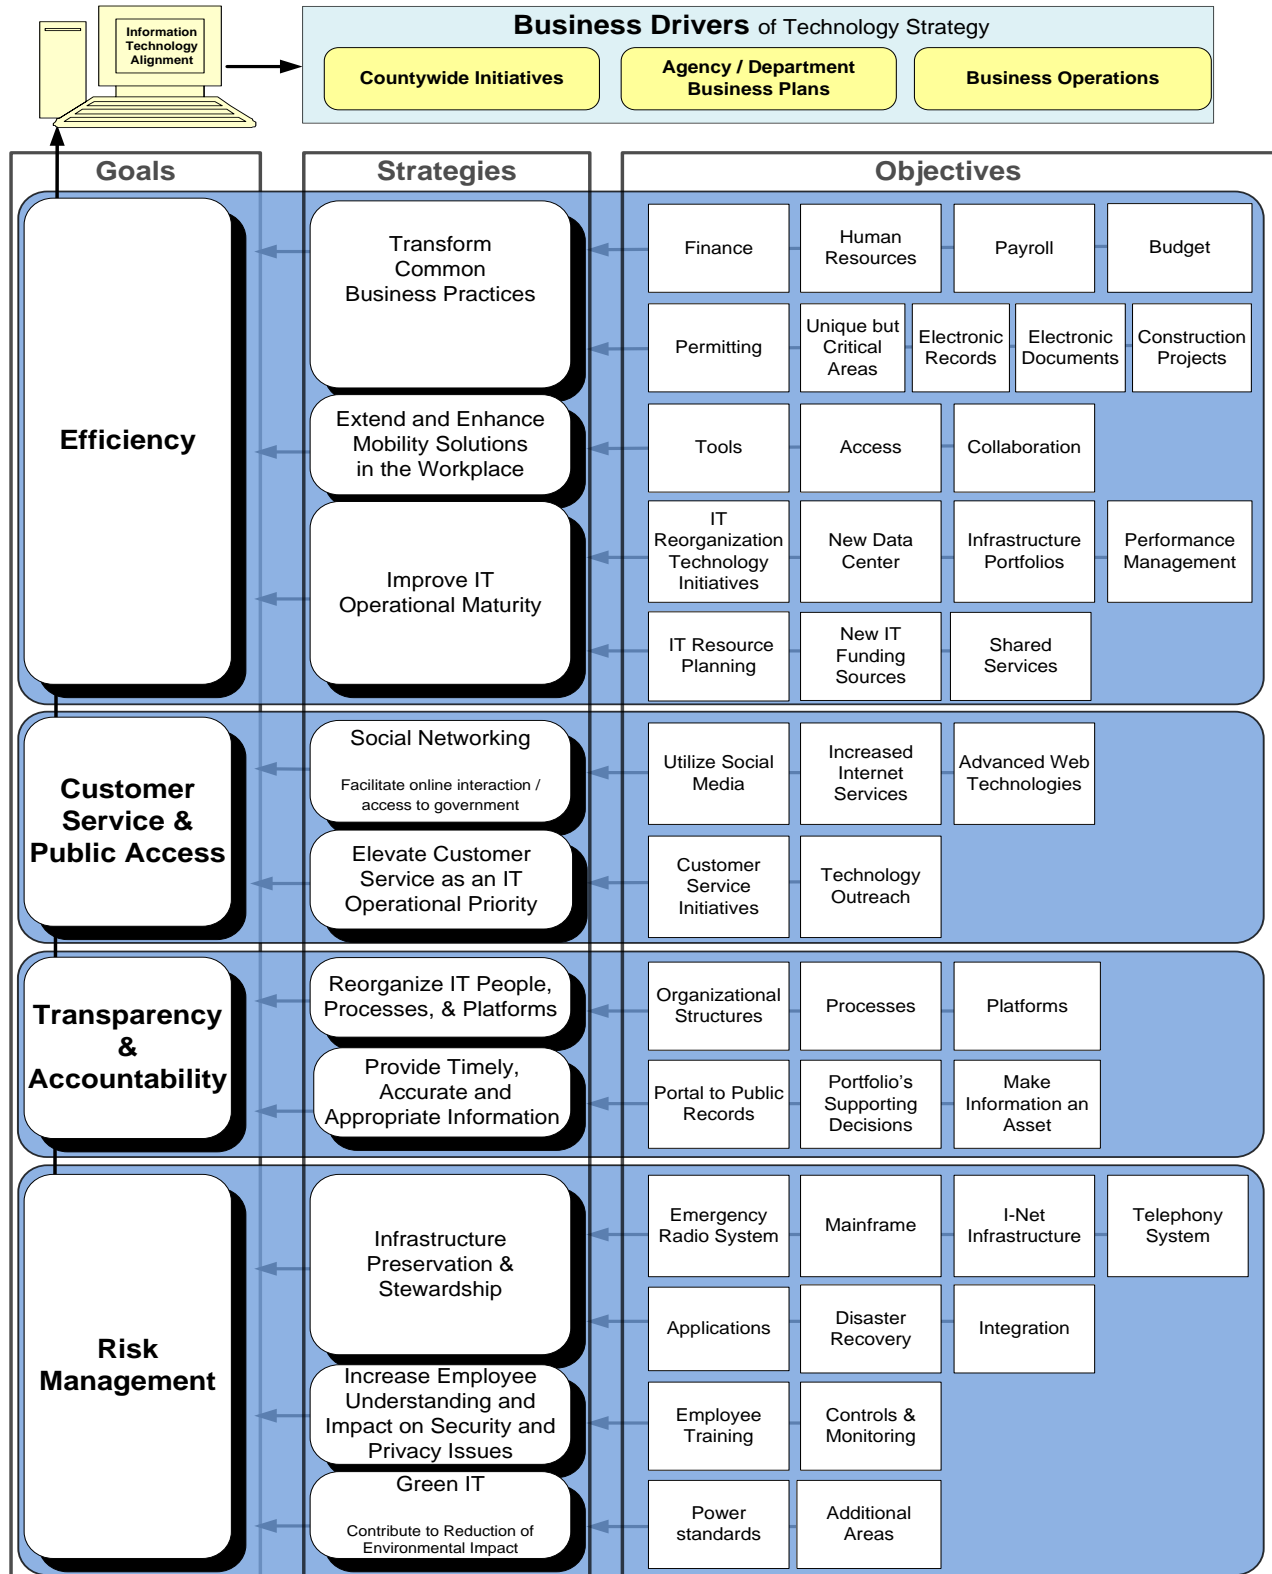 Information
Technology
Alignment
Business Drivers of Technology Strategy
Countywide Initiatives
Agency / Department
Business Plans
Business Operations
Goals
Strategies
Objectives
Efficiency
Transform
Common
Business Practices
Finance
Human
Resources
Payroll
Budget
Permitting
Unique but
Critical
Areas
Electronic
Records
Electronic
Documents
Construction
Projects
Extend and Enhance
Mobility Solutions
in the Workplace
Tools
Access
Collaboration
Improve IT
Operational Maturity
IT
Reorganization
Technology
Initiatives
New Data
Center
Infrastructure
Portfolios
Performance
Management
IT Resource
Planning
New IT
Funding
Sources
Shared
Services
Customer
Service &
Public Access
Social Networking
Facilitate online interaction /
access to government
Utilize Social
Media
Increased
Internet
Services
Advanced Web
Technologies
Elevate Customer
Service as an IT
Operational Priority
Customer
Service
Initiatives
Technology
Outreach
Transparency
&
Accountability
Reorganize IT People,
Processes, & Platforms
Organizational
Structures
Processes
Platforms
Provide Timely,
Accurate and
Appropriate Information
Portal to Public
Records
Portfolio's
Supporting
Decisions
Make
Information an
Asset
Risk
Management
Infrastructure
Preservation &
Stewardship
Emergency
Radio System
Mainframe
I-Net
Infrastructure
Telephony
System
Applications
Disaster
Recovery
Integration
Increase Employee
Understanding and
Impact on Security and
Privacy Issues
Employee
Training
Controls &
Monitoring
Green IT
Contribute to Reduction of
Environmental Impact
Power
standards
Additional
Areas